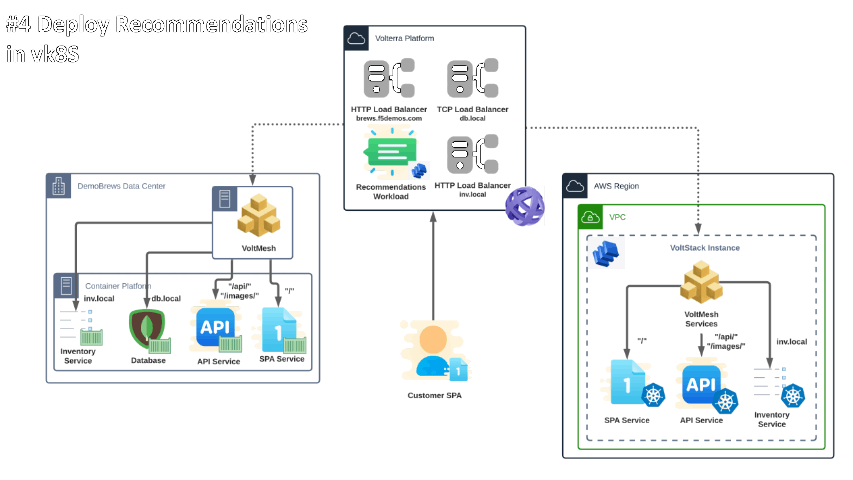 #4 Deploy Recommendations
in vk8S
Volterra Platform
HTTP Load Balancer
brews.f5demos.com
TCP Load Balancer
db.local
Recommendations
Workload
HTTP Load Balancer
inv.local
DemoBrews Data Center
VoltMesh
Container Platform
inv.local
db.local
"/api/"
"/images/"
"/"
API
1
Inventory
Service
Database
API Service
SPA Service
1
Customer SPA
AWS Region
VPC
VoltStack Instance
VoltMesh
Services
"/"
"/api/"
"/images/"
inv.local
1
API
SPA Service
API Service
Inventory
Service